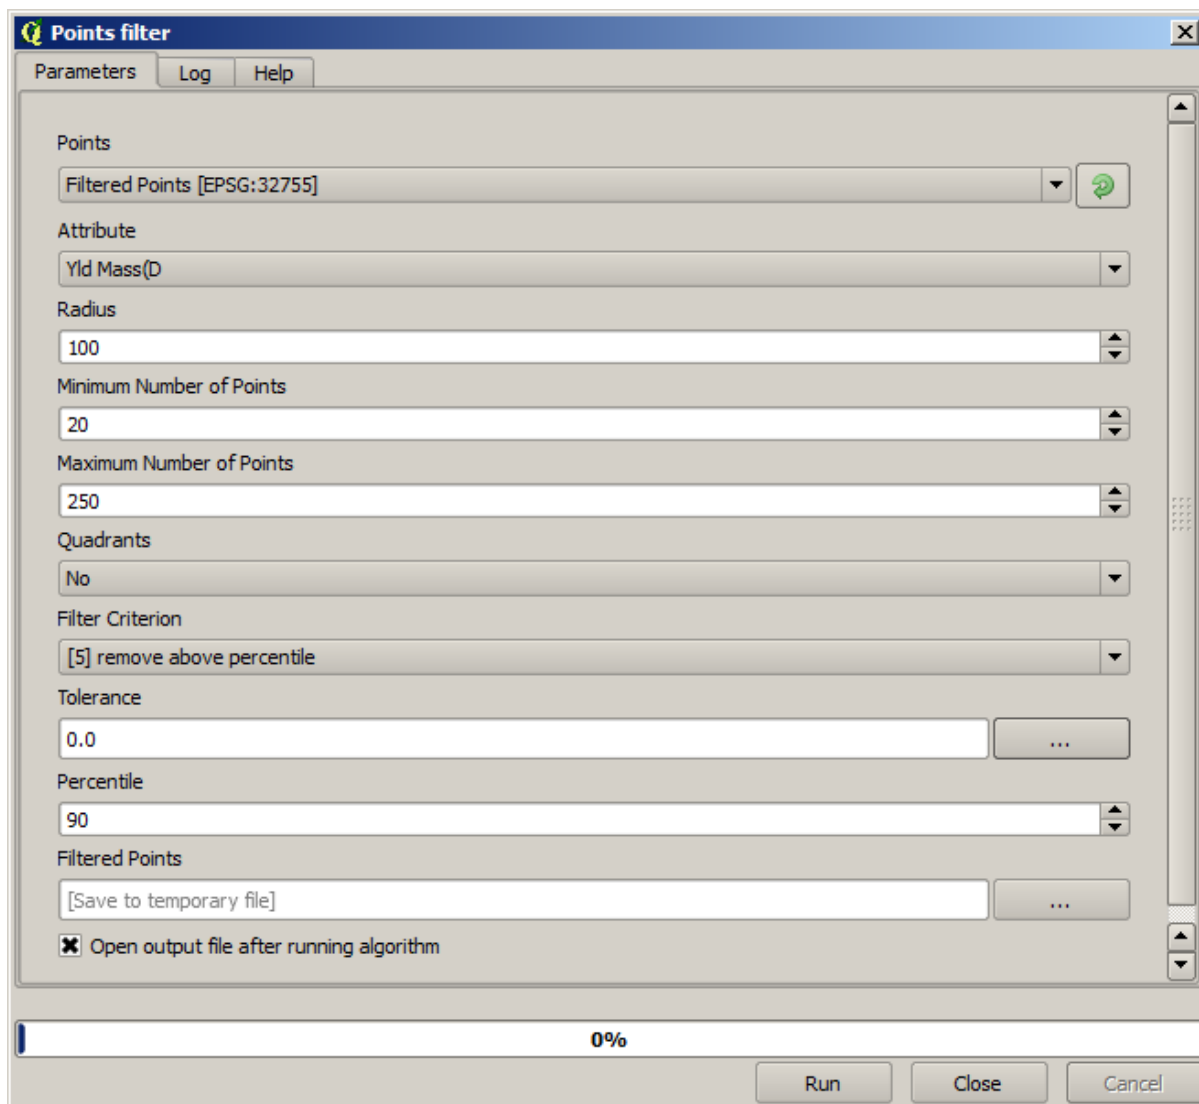 Points filter
Parameters Log Help
Points
Filtered Points [EPSG:32755]
Attribute
Yld Mass(D
Radius
100
Minimum Number of Points
20
Maximum Number of Points
250
Quadrants
No
Filter Criterion
[5] remove above percentile
Tolerance
0.0
...
Percentile
90
Filtered Points
[Save to temporary file]
...
Open output file after running algorithm
0%
Run Close Cancel